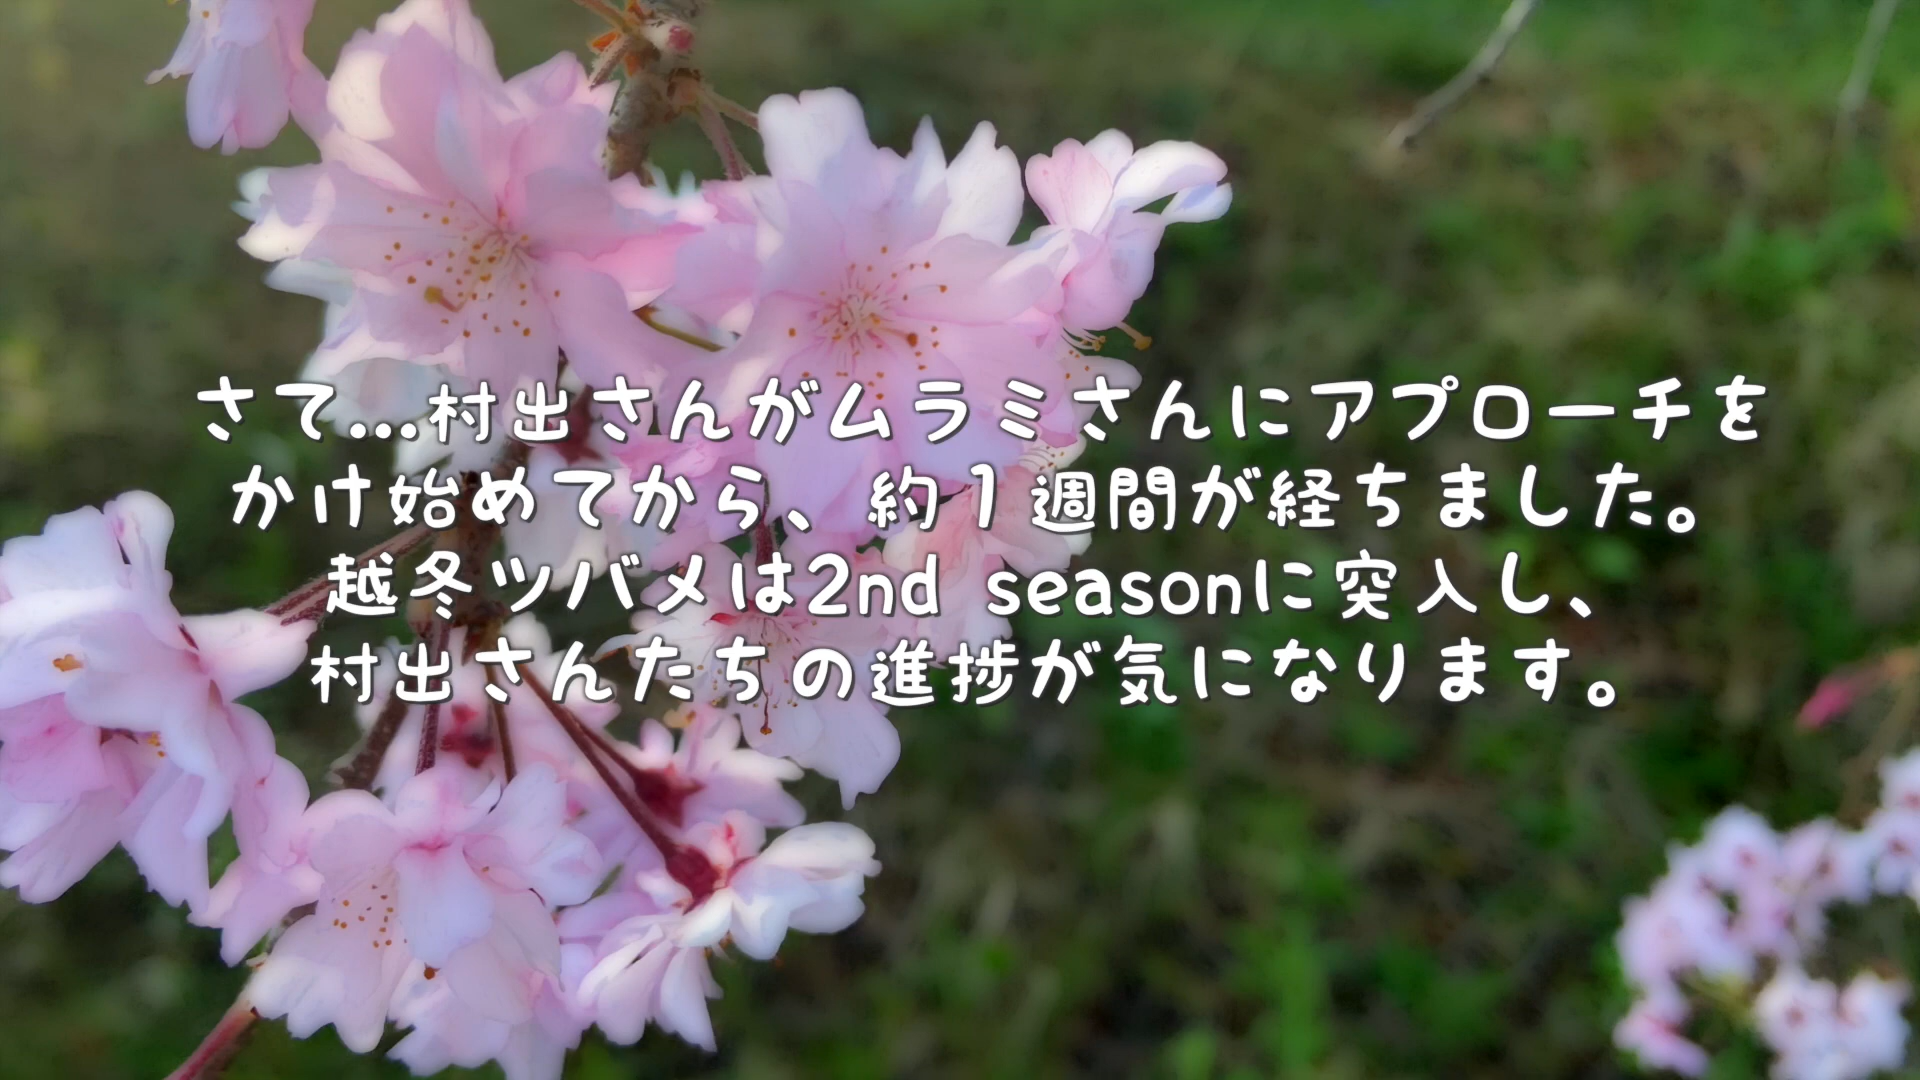 さて...村出さんがムラミさんにアプローチを
かけ始めてから、約１週間が経ちました。
越冬ツバメは2nd seasonに突入し、
村出さんたちの進捗が気になります。